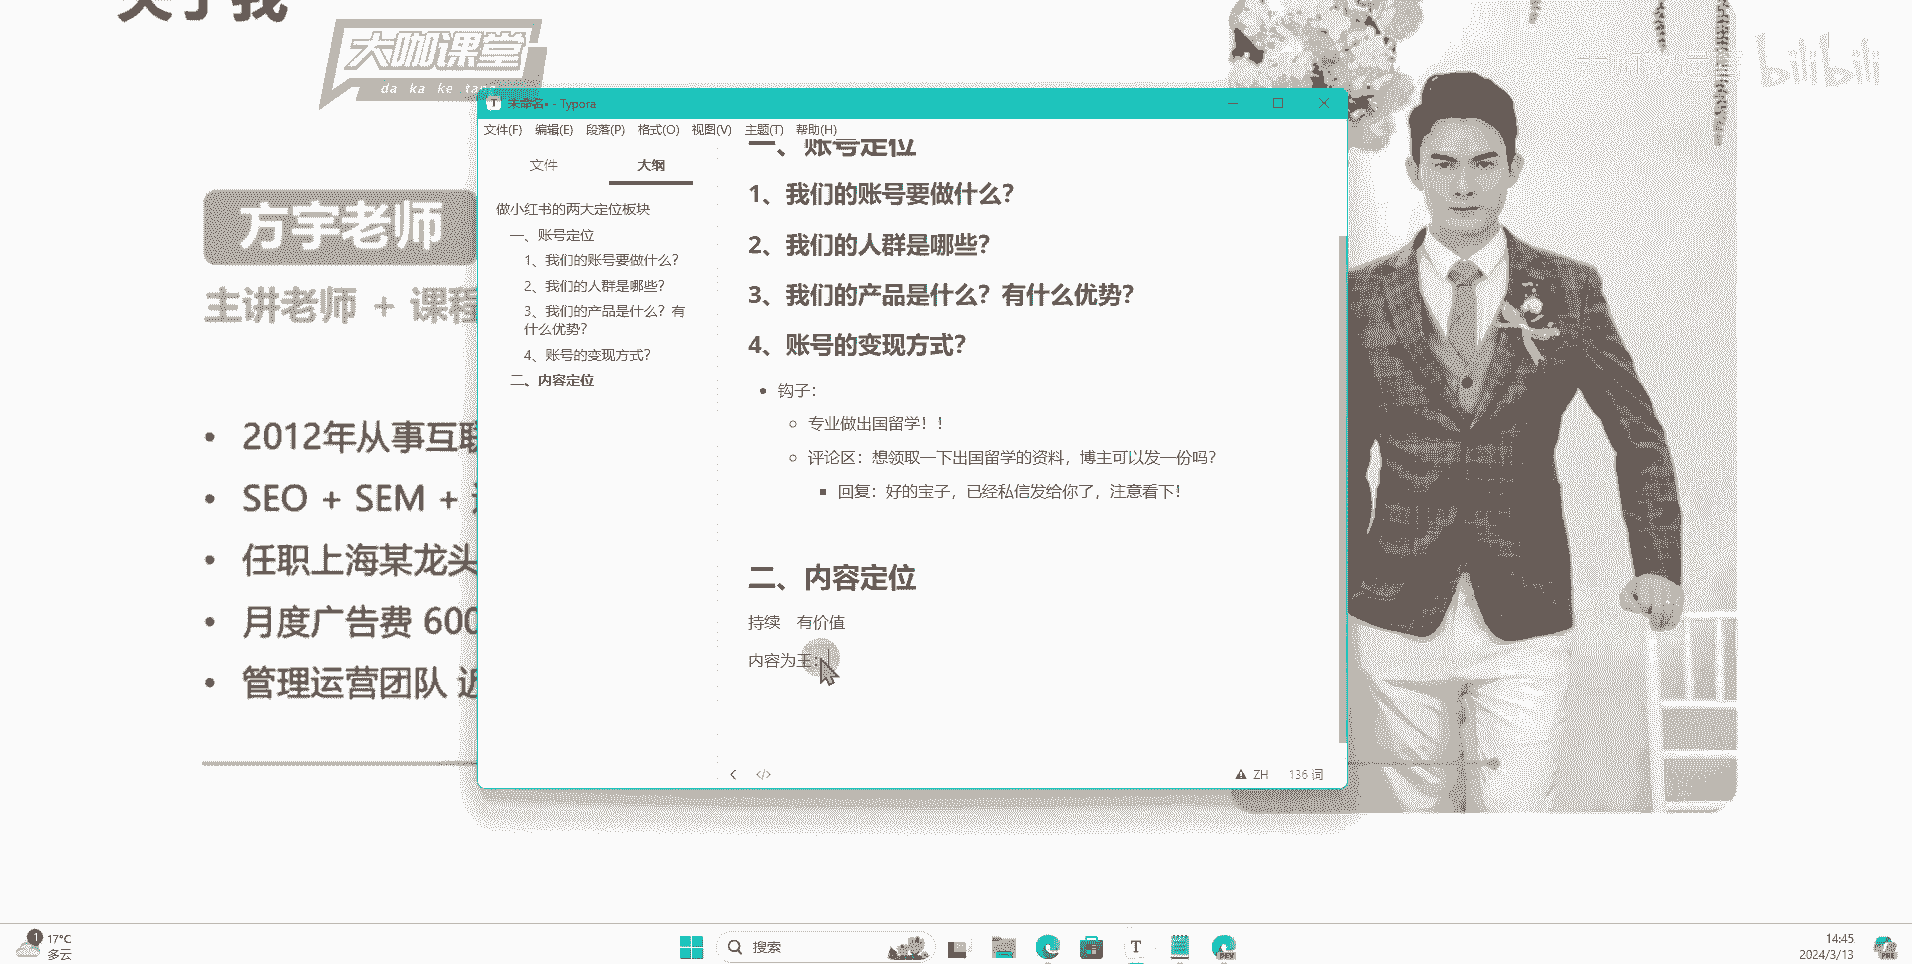 关于我
大咖课堂
da ka ke tang
bilibili
方宇老师
主讲老师 + 课程
• 2012年从事互联
• SEO + SEM +
• 任职上海某龙头
• 月度广告费 600
• 管理运营团队 近
未命名• - Typora
文件(F) 编辑(E) 段落(P) 格式(O) 视图(V) 主题(T) 帮助(H)
文件 大纲
做小红书的两大定位板块
一、账号定位
1、我们的账号要做什么？
2、我们的人群是哪些？
3、我们的产品是什么？有
什么优势？
4、账号的变现方式？
二、内容定位
一、账号定位
1、我们的账号要做什么？
2、我们的人群是哪些？
3、我们的产品是什么？有什么优势？
4、账号的变现方式？
• 钩子：
专业做出国留学！！
评论区：想领取一下出国留学的资料，博主可以发一份吗？
回复：好的宝子，已经私信发给你了，注意看下！
二、内容定位
持续 有价值
内容为王：
ZH 136 词
1
17°C
多云
搜索
T
DEV
14:45
2024/3/13
PRE